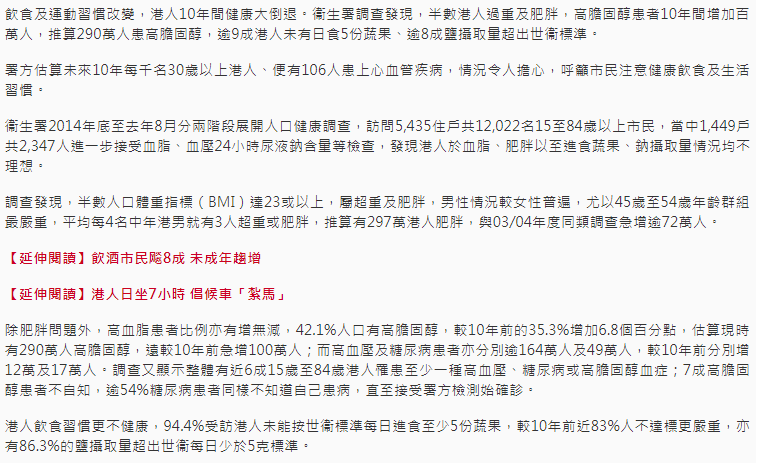 飲食及運動習慣改變，港人10年間健康大倒退。衞生署調查發現，半數港人過重及肥胖，高膽固醇患者10年間增加百
萬人，推算290萬人患高膽固醇，逾9成港人未有日食5份蔬果、逾8成鹽攝取量超出世衞標準。
署方估算未來10年每千名30歲以上港人、便有106人患上心血管疾病，情況令人擔心，呼籲市民注意健康飲食及生活
習慣。
衞生署2014年底至去年8月分兩階段展開人口健康調查，訪問5,435住戶共12,022名15至84歲以上市民，當中1,449戶
共2,347人進一步接受血脂、血壓24小時尿液鈉含量等檢查，發現港人於血脂、肥胖以至進食蔬果、鈉攝取量情況均不
理想。
調查發現，半數人口體重指標（BMI）達23或以上，屬超重及肥胖，男性情況較女性普遍，尤以45歲至54歲年齡群組
最嚴重，平均每4名中年港男就有3人超重或肥胖，推算有297萬港人肥胖，與03/04年度同類調查急增逾72萬人。
【延伸閱讀】飲酒市民飈8成 未成年趨增
【延伸閱讀】港人日坐7小時 倡候車「紮馬」
除肥胖問題外，高血脂患者比例亦有增無減，42.1%人口有高膽固醇，較10年前的35.3%增加6.8個百分點，估算現時
有290萬人高膽固醇，遠較10年前急增100萬人；而高血壓及糖尿病患者亦分別逾164萬人及49萬人，較10年前分別增
12萬及17萬人。調查又顯示整體有近6成15歲至84歲港人罹患至少一種高血壓、糖尿病或高膽固醇血症；7成高膽固
醇患者不自知，逾54%糖尿病患者同樣不知道自己患病，直至接受署方檢測始確診。
港人飲食習慣更不健康，94.4%受訪港人未能按世衞標準每日進食至少5份蔬果，較10年前近83%人不達標更嚴重，亦
有86.3%的鹽攝取量超出世衞每日少於5克標準。